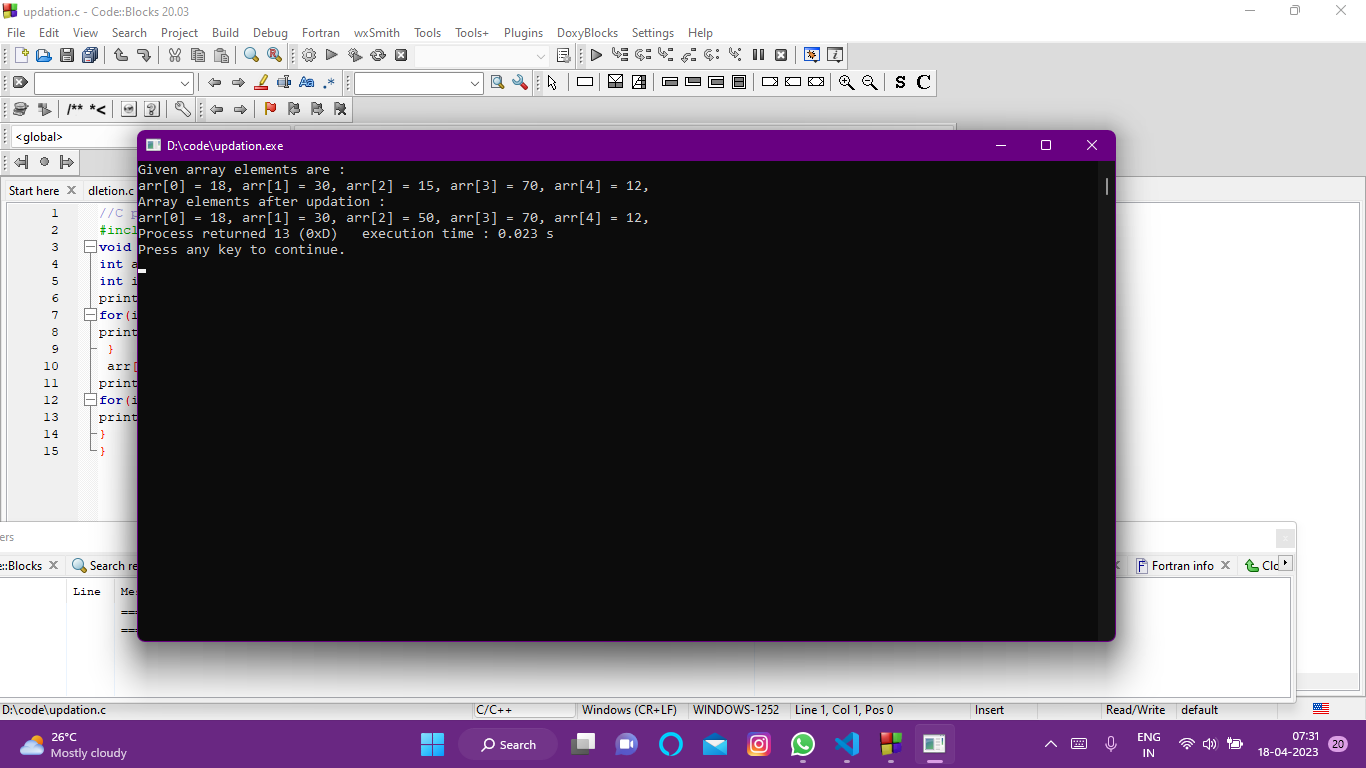 updation.c - Code::Blocks 20.03
File Edit View Search Project Build Debug Fortran wxSmith Tools Tools+ Plugins DoxyBlocks Settings Help
/** *<
S C
<global>
D:\code\updation.exe
Given array elements are :
arr[0] = 18, arr[1] = 30, arr[2] = 15, arr[3] = 70, arr[4] = 12,
Array elements after updation :
arr[0] = 18, arr[1] = 30, arr[2] = 50, arr[3] = 70, arr[4] = 12,
Process returned 13 (0xD)   execution time : 0.023 s
Press any key to continue.
Start here dletion.c
1 //C p
2 #incl
3 void
4 int a
5 int i
6 print
7 for(i
8 print
9 }
10 arr[
11 print
12 for(i
13 print
14 }
15 }
ers
::Blocks Search re Fortran info Clo
Line Me
D:\code\updation.c C/C++ Windows (CR+LF) WINDOWS-1252 Line 1, Col 1, Pos 0 Insert Read/Write default
26°C
Mostly cloudy
Search
ENG
IN
07:31
18-04-2023
20